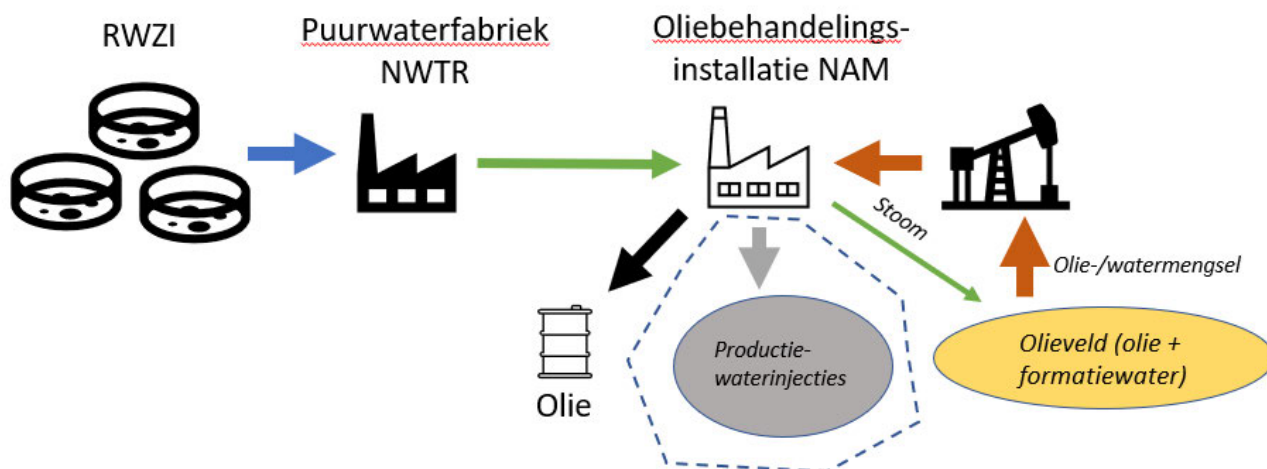 RWZI
Puurwaterfabriek
NWTR
Oliebehandelings-
installatie NAM
Stoom
Olie-/watermengsel
Olie
Productie-
waterinjecties
Olieveld (olie +
formatiewater)